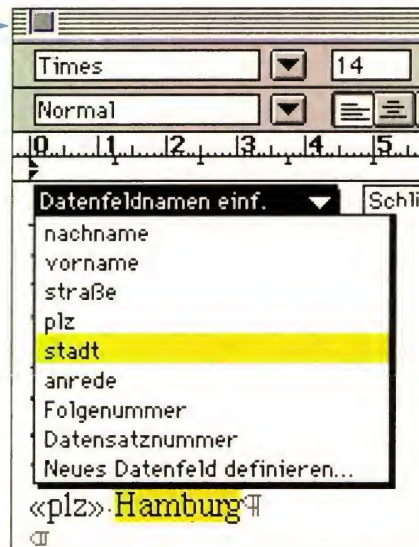 Times 14
Normal
0 1 2 3 4 5
Datenfeldnamen einf. Schli
nachname
vorname
straße
plz
stadt
anrede
Folgenummer
Datensatznummer
Neues Datenfeld definieren...
«plz»·Hamburg¶
¶